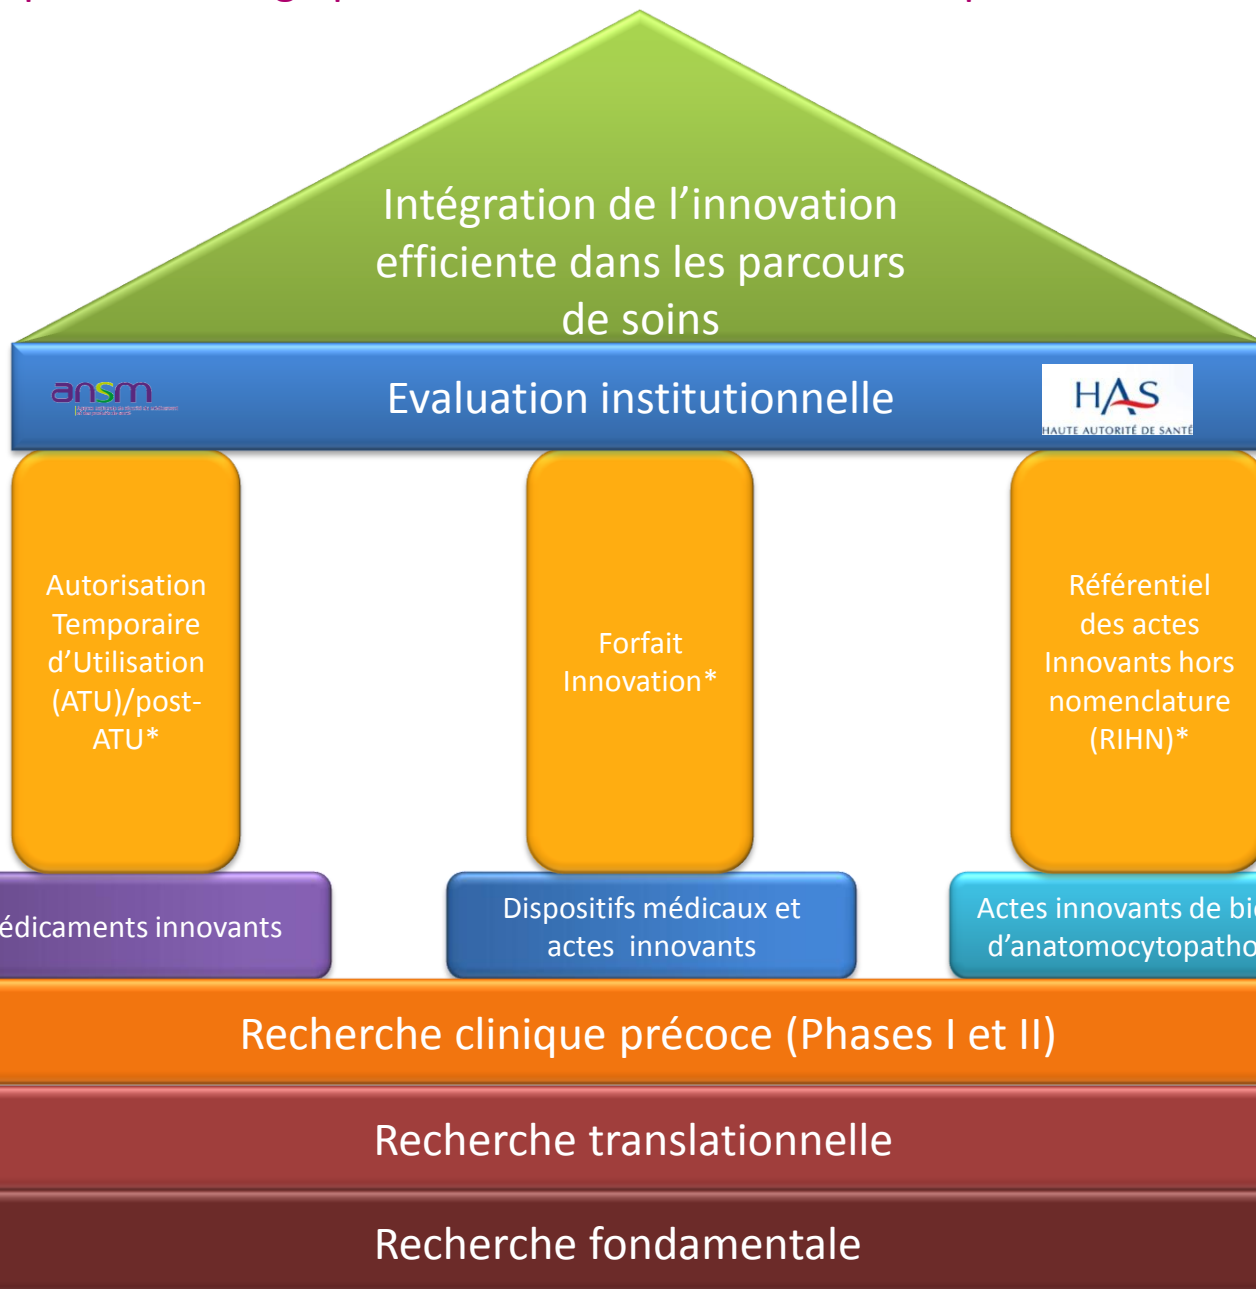 Intégration de l’innovation
efficiente dans les parcours
de soins
ansm
Evaluation institutionnelle
HAS
HAUTE AUTORITÉ DE SANTÉ
Autorisation
Temporaire
d’Utilisation
(ATU)/post-
ATU*
Forfait
Innovation*
Référentiel
des actes
Innovants hors
nomenclature
(RIHN)*
édicaments innovants
Dispositifs médicaux et
actes innovants
Actes innovants de bi
d’anatomocytopatho
Recherche clinique précoce (Phases I et II)
Recherche translationnelle
Recherche fondamentale